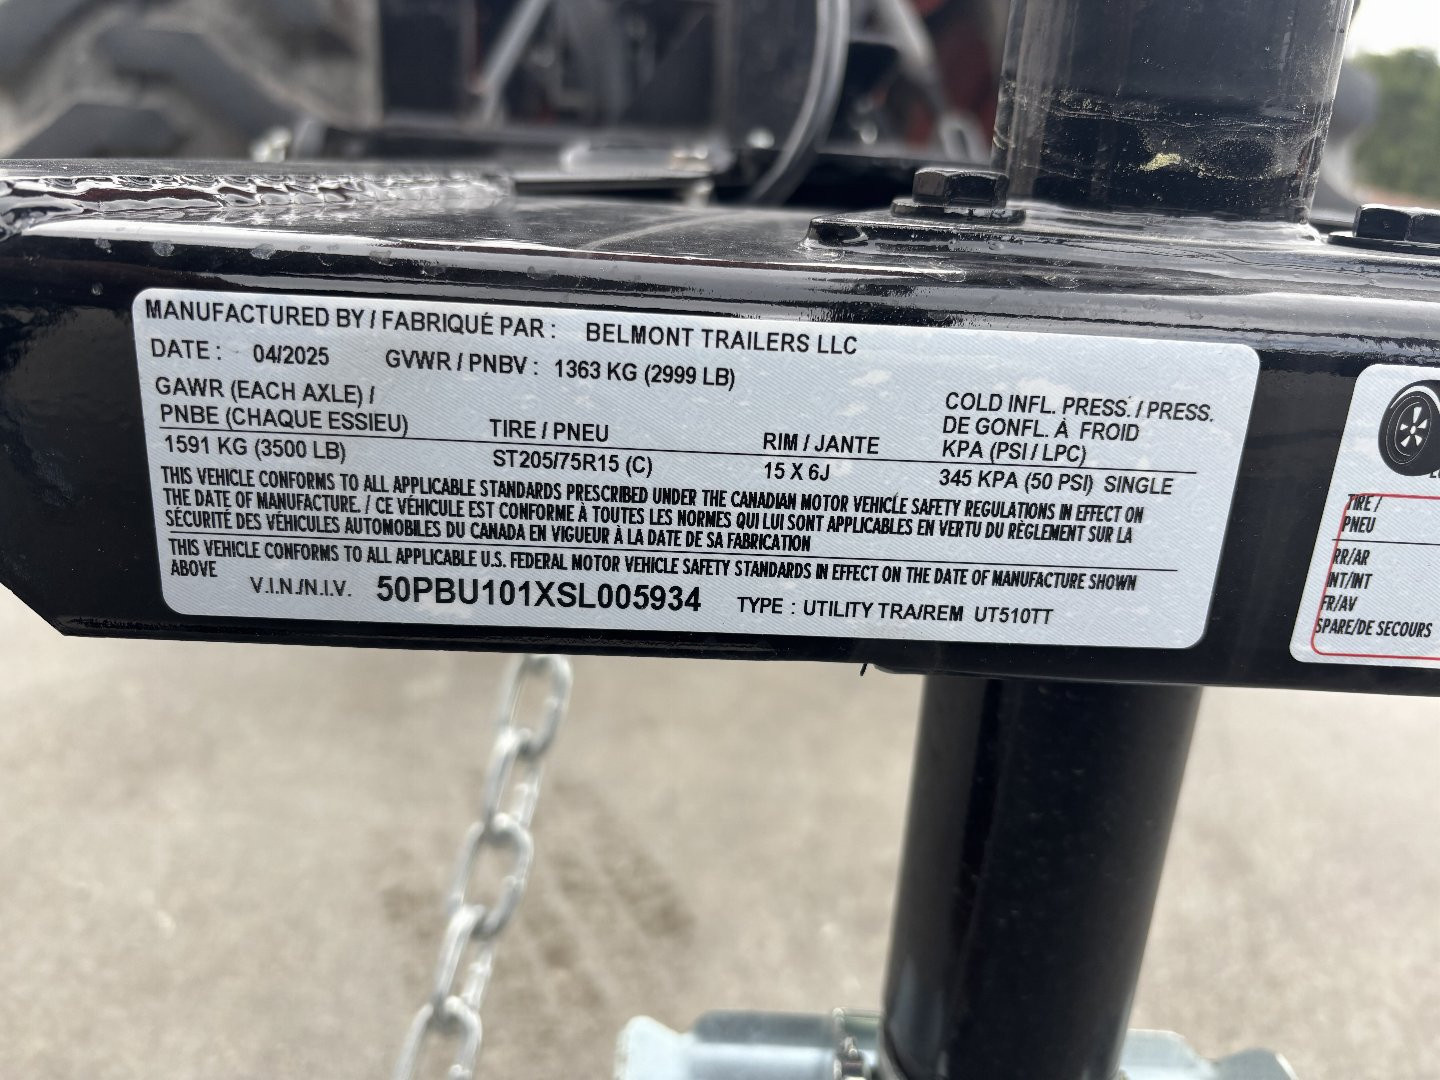 MANUFACTURED BY / FABRIQUÉ PAR : BELMONT TRAILERS LLC
DATE : 04/2025 GVWR / PNBV : 1363 KG (2999 LB)
GAWR (EACH AXLE) /
PNBE (CHAQUE ESSIEU) TIRE / PNEU RIM / JANTE
COLD INFL. PRESS. / PRESS.
DE GONFL. À FROID
KPA (PSI / LPC)
1591 KG (3500 LB) ST205/75R15 (C) 15 X 6J 345 KPA (50 PSI) SINGLE
THIS VEHICLE CONFORMS TO ALL APPLICABLE STANDARDS PRESCRIBED UNDER THE CANADIAN MOTOR VEHICLE SAFETY REGULATIONS IN EFFECT ON
THE DATE OF MANUFACTURE. / CE VÉHICULE EST CONFORME À TOUTES LES NORMES QUI LUI SONT APPLICABLES EN VERTU DU RÈGLEMENT SUR LA
SÉCURITÉ DES VÉHICULES AUTOMOBILES DU CANADA EN VIGUEUR À LA DATE DE SA FABRICATION
THIS VEHICLE CONFORMS TO ALL APPLICABLE U.S. FEDERAL MOTOR VEHICLE SAFETY STANDARDS IN EFFECT ON THE DATE OF MANUFACTURE SHOWN
ABOVE
V.I.N./N.I.V. 50PBU101XSL005934 TYPE : UTILITY TRA/REM UT510TT
TIRE /
PNEU
RR/AR
INT/INT
FR/AV
SPARE/DE SECOURS